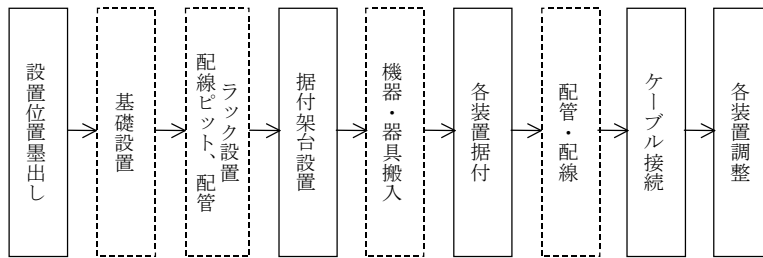 設置位置墨出し
基礎設置
配線ピット、配管
ラック設置
据付架台設置
機器・器具搬入
各装置据付
配管・配線
ケーブル接続
各装置調整